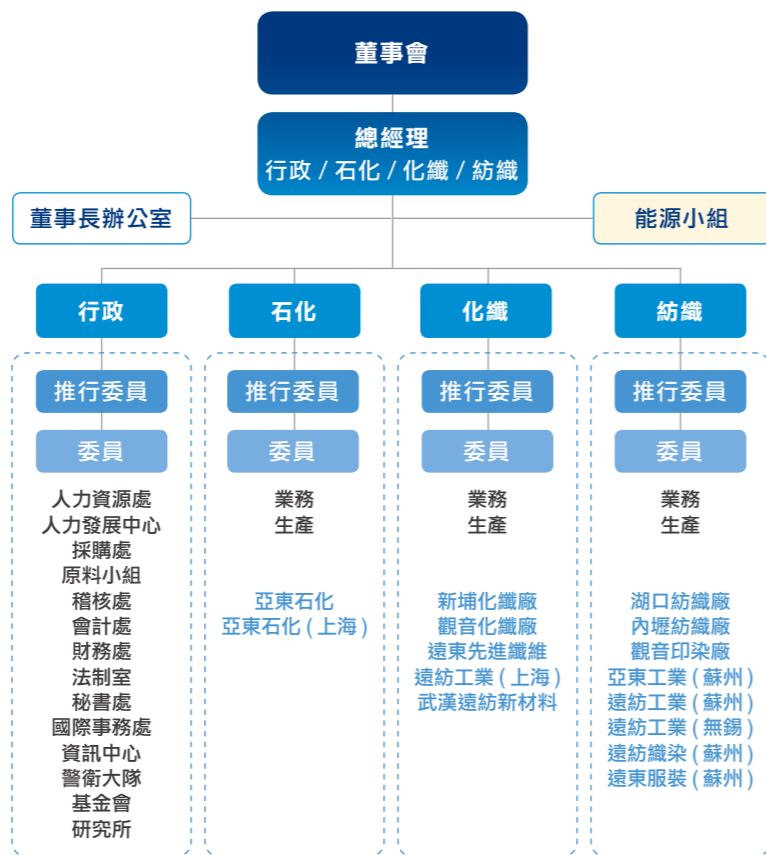 董事會
總經理
行政 / 石化 / 化纖 / 紡織
董事長辦公室
能源小組
行政
推行委員
委員
人力資源處
人力發展中心
採購處
原料小組
稽核處
會計處
財務處
法制室
秘書處
國際事務處
資訊中心
警衛大隊
基金會
研究所
石化
推行委員
委員
業務
生產
亞東石化
亞東石化 ( 上海 )
化纖
推行委員
委員
業務
生產
新埔化纖廠
觀音化纖廠
遠東先進纖維
遠紡工業 ( 上海 )
武漢遠紡新材料
紡織
推行委員
委員
業務
生產
湖口紡織廠
內壢紡織廠
觀音印染廠
亞東工業 ( 蘇州 )
遠紡工業 ( 蘇州 )
遠紡工業 ( 無錫 )
遠紡織染 ( 蘇州 )
遠東服裝 ( 蘇州 )